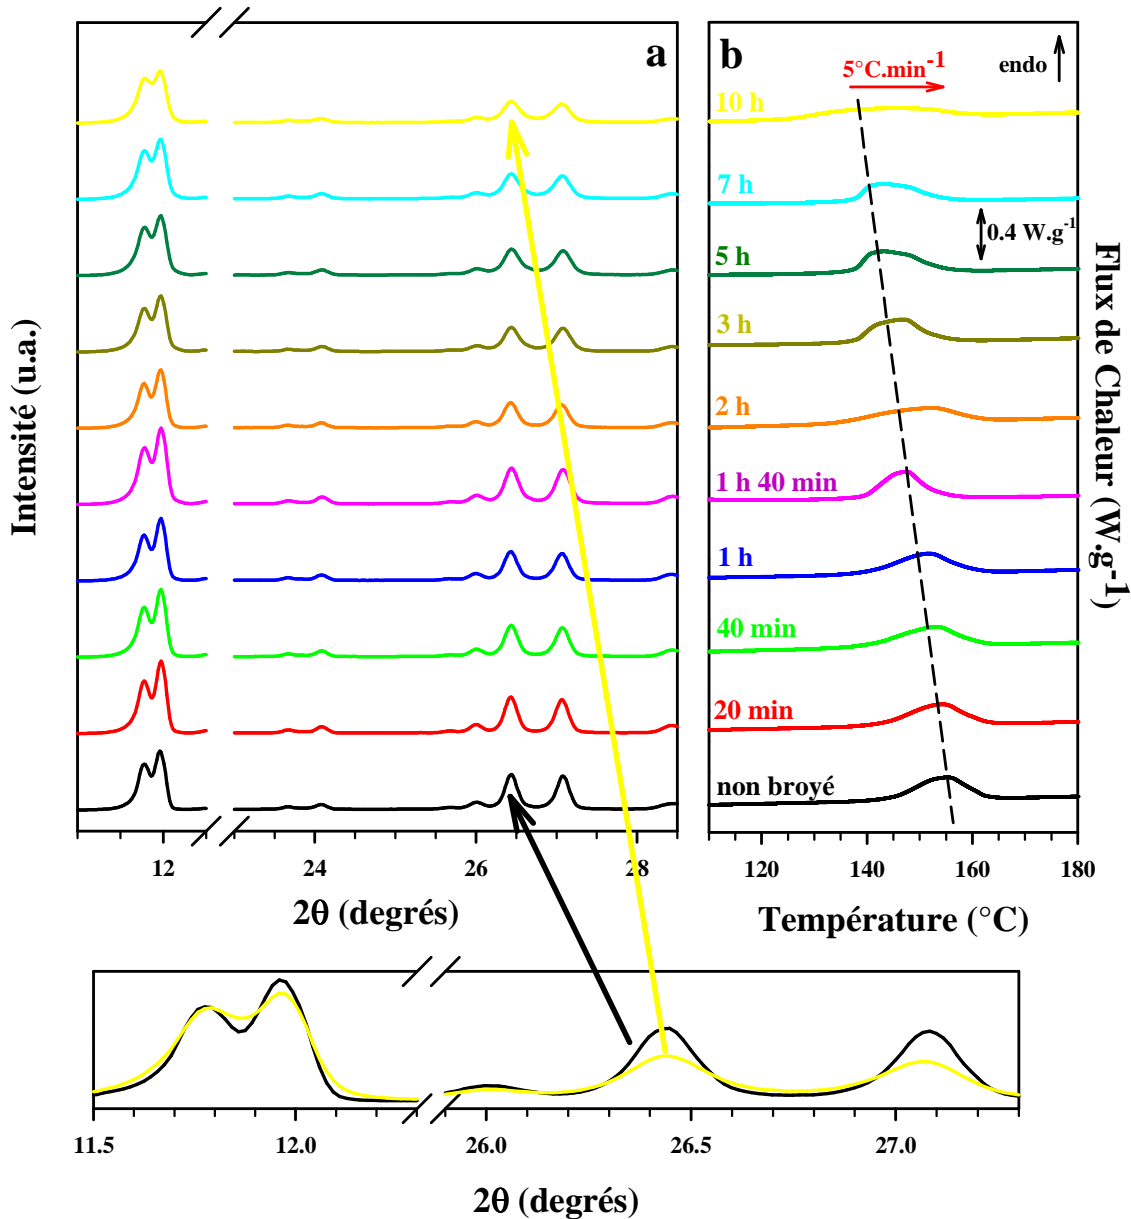 a
b
endo
5°C.min-1
10 h
7 h
0.4 W.g-1
5 h
3 h
2 h
1 h 40 min
1 h
40 min
20 min
non broyé
Intensité (u.a.)
Flux de Chaleur (W.g-1)
12
24
26
28
120
140
160
180
2θ (degrés)
Température (°C)
11.5
12.0
26.0
26.5
27.0
2θ (degrés)